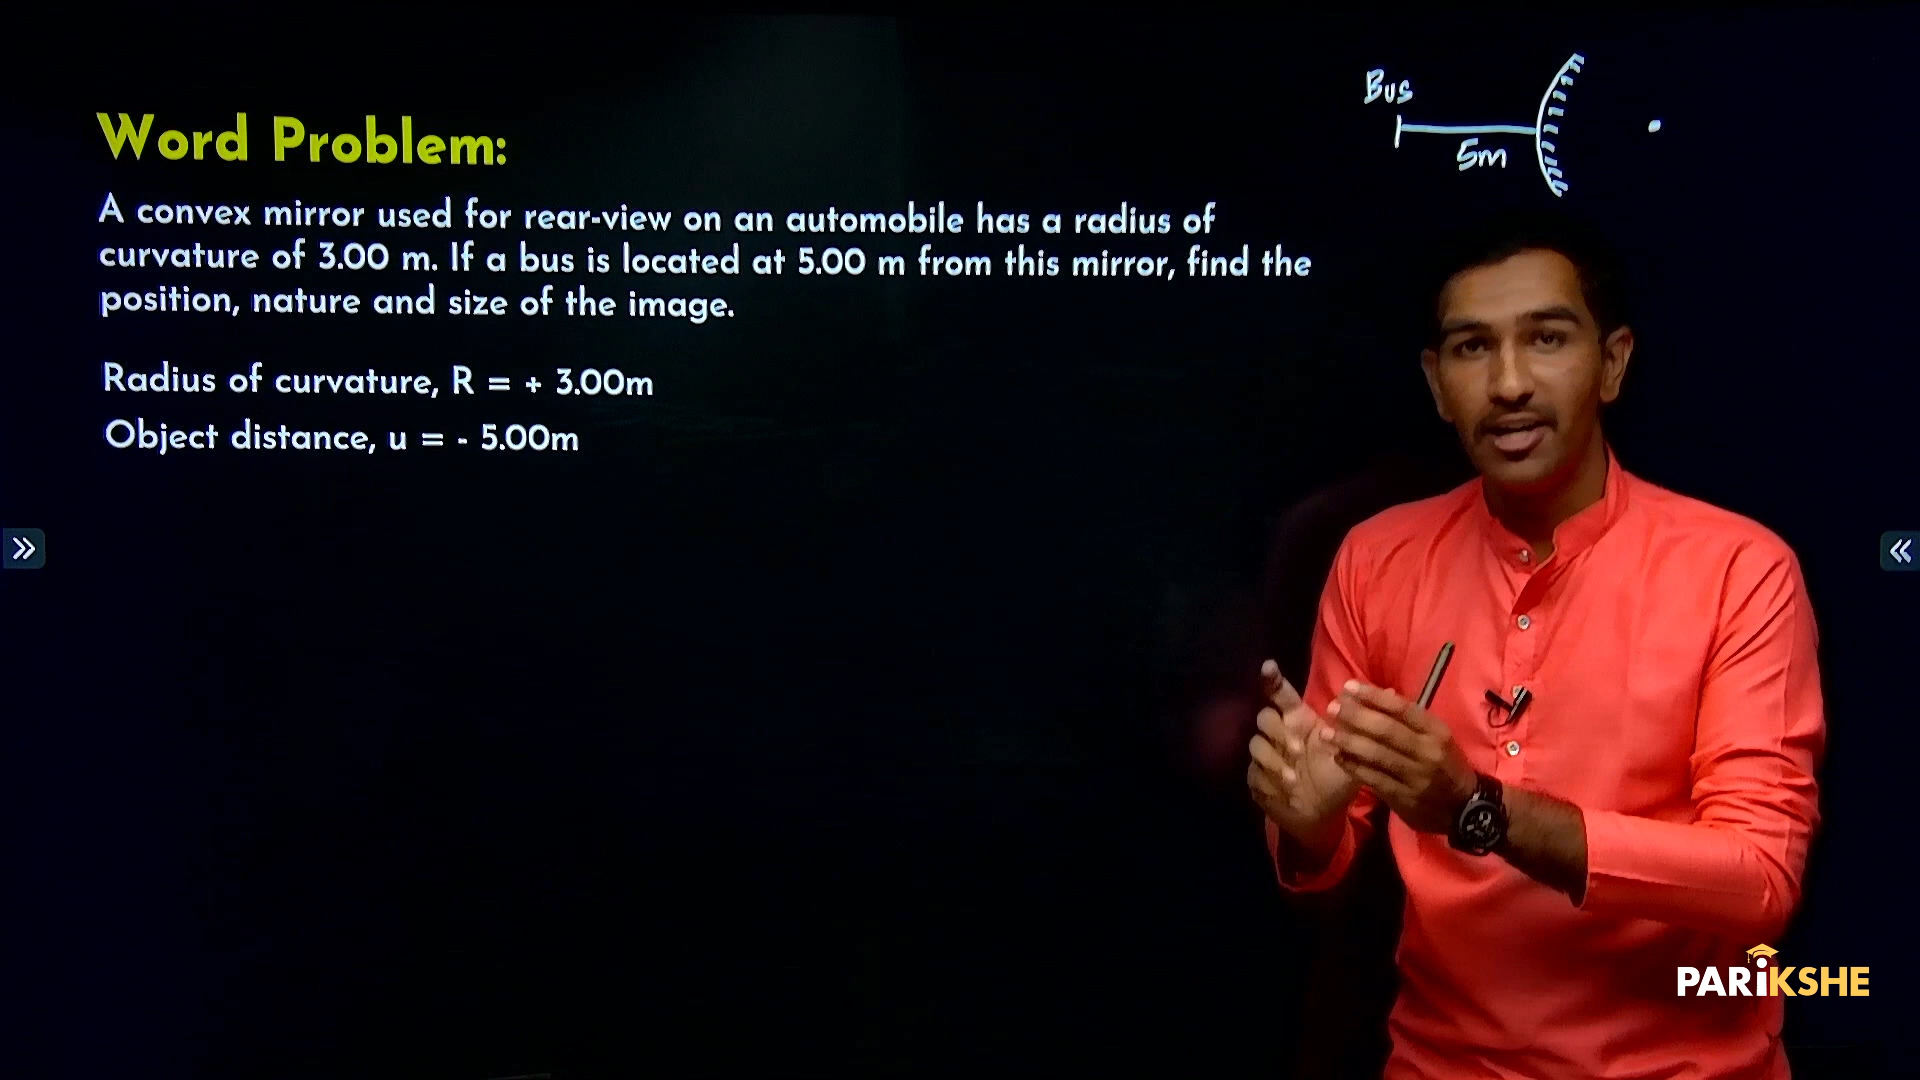 Bus
5m
Word Problem:
A convex mirror used for rear-view on an automobile has a radius of
curvature of 3.00 m. If a bus is located at 5.00 m from this mirror, find the
position, nature and size of the image.
Radius of curvature, R = + 3.00m
Object distance, u = - 5.00m
PARiKSHE